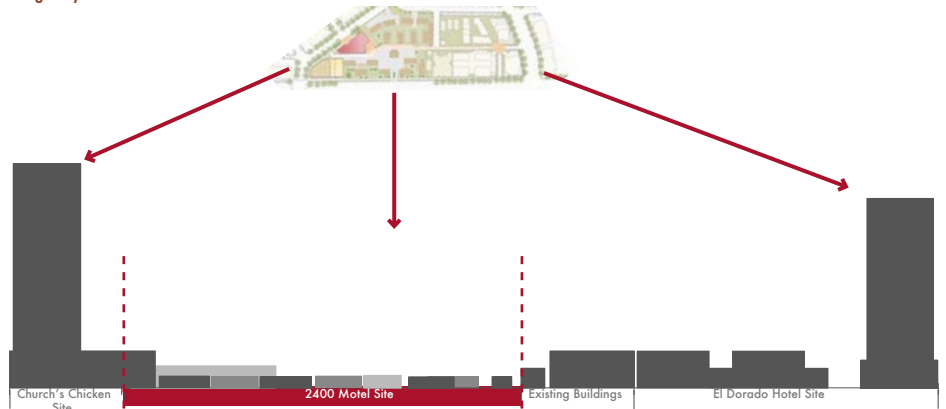 Church's Chicken
Site
2400 Motel Site
Existing Buildings
El Dorado Hotel Site